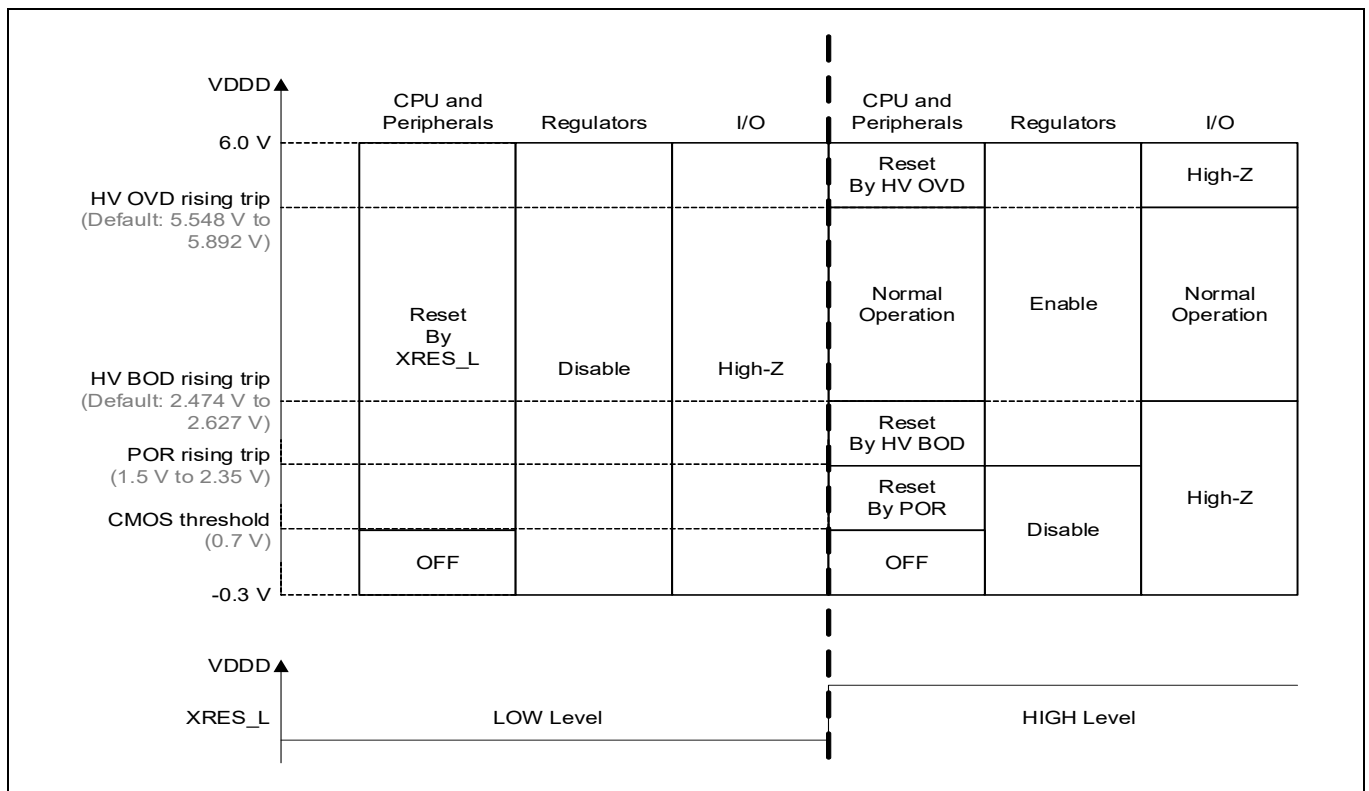 VDDD
CPU and
Peripherals
Regulators
I/O
CPU and
Peripherals
Regulators
I/O
6.0 V
Reset
By HV OVD
High-Z
HV OVD rising trip
(Default: 5.548 V to
5.892 V)
Reset
By
XRES_L
Disable
High-Z
Normal
Operation
Enable
Normal
Operation
HV BOD rising trip
(Default: 2.474 V to
2.627 V)
Reset
By HV BOD
POR rising trip
(1.5 V to 2.35 V)
Reset
By POR
High-Z
CMOS threshold
(0.7 V)
Disable
OFF
OFF
-0.3 V
VDDD
XRES_L
LOW Level
HIGH Level